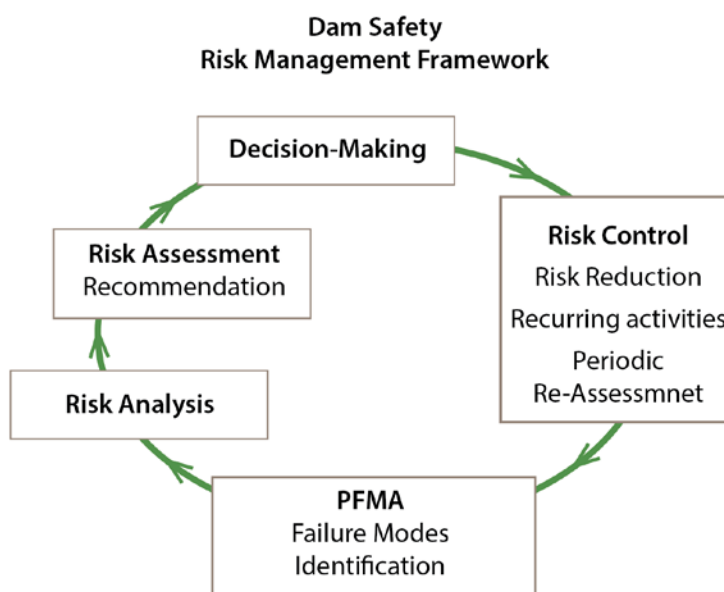 Dam Safety
Risk Management Framework
Decision-Making
Risk Control
Risk Reduction
Recurring activities
Periodic
Re-Assessmnet
PFMA
Failure Modes
Identification
Risk Analysis
Risk Assessment
Recommendation